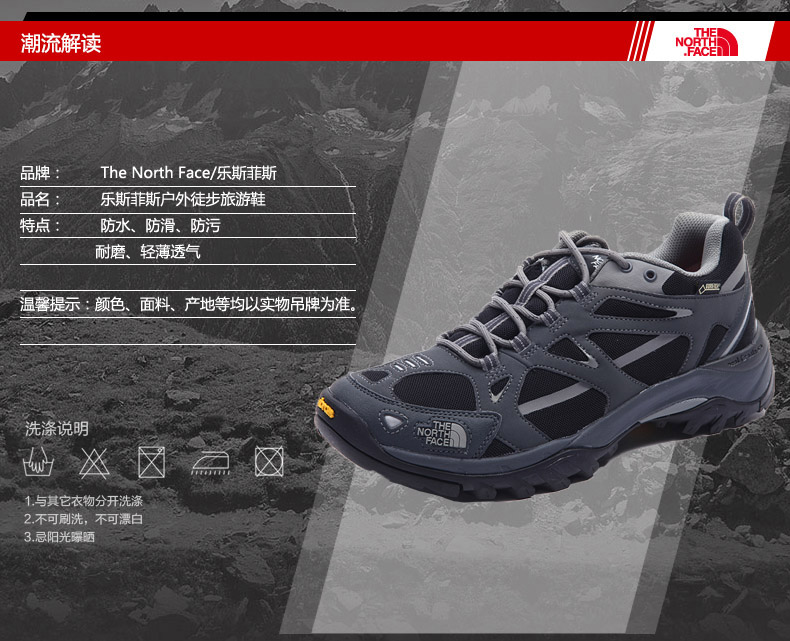 潮流解读
THE
NORTH
FACE
品牌： The North Face/乐斯菲斯
品名： 乐斯菲斯户外徒步旅游鞋
特点： 防水、防滑、防污
耐磨、轻薄透气
温馨提示：颜色、面料、产地等均以实物吊牌为准。
THE
NORTH
FACE
洗涤说明
1.与其它衣物分开洗涤
2.不可刷洗，不可漂白
3.忌阳光曝晒